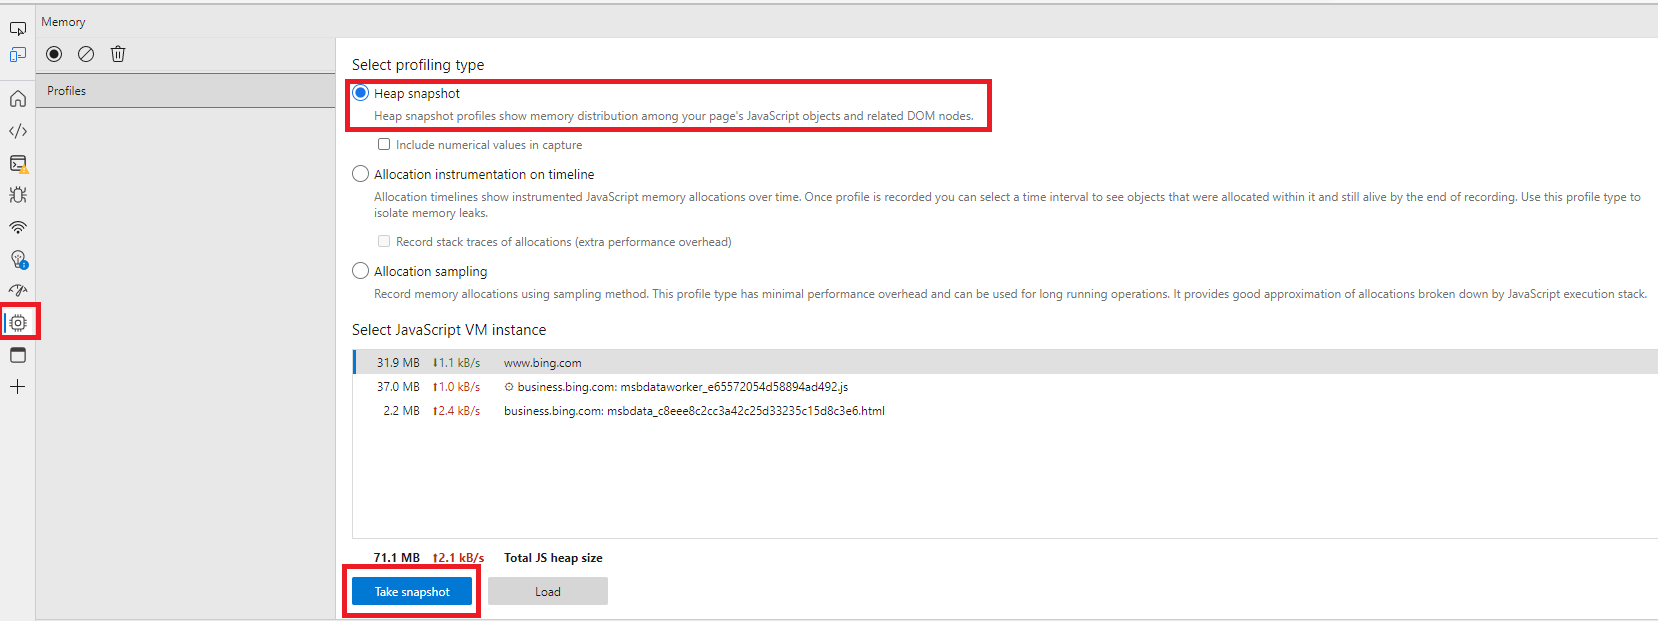 Memory
Profiles
Select profiling type
Heap snapshot
Heap snapshot profiles show memory distribution among your page's JavaScript objects and related DOM nodes.
Include numerical values in capture
Allocation instrumentation on timeline
Allocation timelines show instrumented JavaScript memory allocations over time. Once profile is recorded you can select a time interval to see objects that were allocated within it and still alive by the end of recording. Use this profile type to
isolate memory leaks.
Record stack traces of allocations (extra performance overhead)
Allocation sampling
Record memory allocations using sampling method. This profile type has minimal performance overhead and can be used for long running operations. It provides good approximation of allocations broken down by JavaScript execution stack.
Select JavaScript VM instance
31.9 MB ⬇1.1 kB/s www.bing.com
37.0 MB ⬆1.0 kB/s ⚙ business.bing.com: msbdataworker_e65572054d58894ad492.js
2.2 MB ⬆2.4 kB/s business.bing.com: msbdata_c8eee8c2cc3a42c25d33235c15d8c3e6.html
71.1 MB ⬆2.1 kB/s Total JS heap size
Take snapshot Load